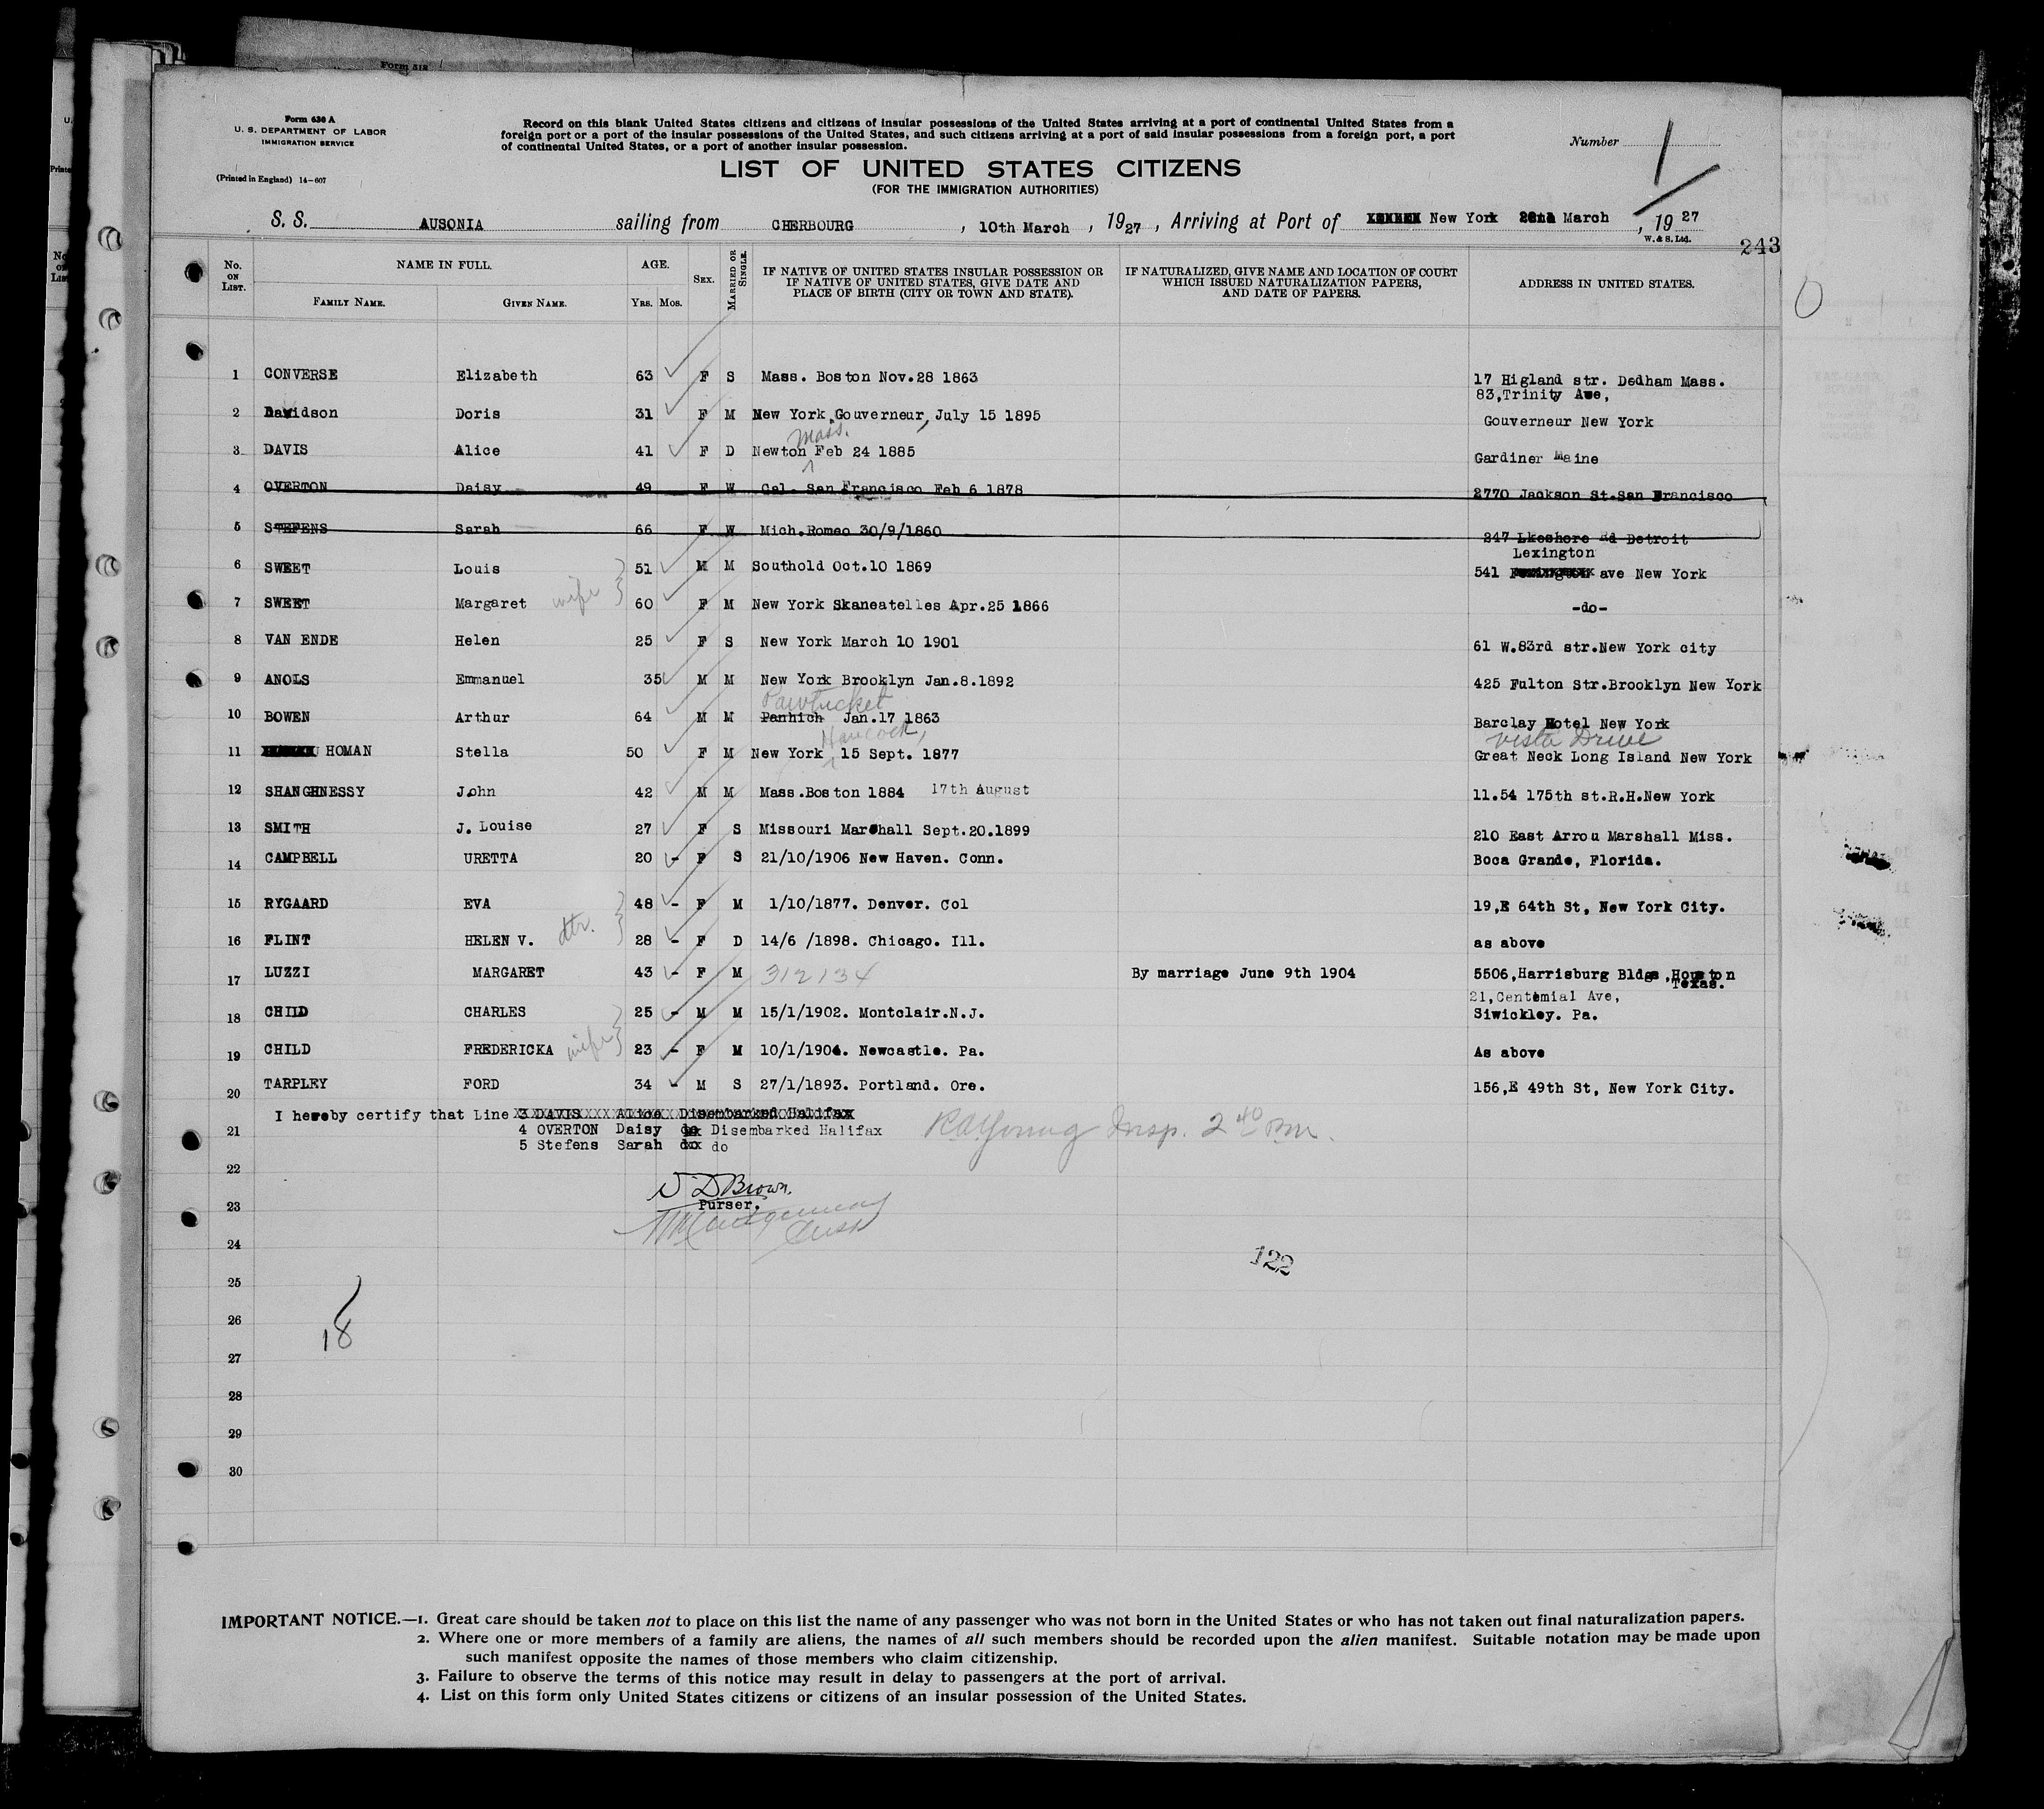 Form 518
Form 630 A
U. S. DEPARTMENT OF LABOR
IMMIGRATION SERVICE
(Printed in England) 14-607
Record on this blank United States citizens and citizens of insular possessions of the United States arriving at a port of continental United States from a
foreign port or a port of the insular possessions of the United States, and such citizens arriving at a port of said insular possessions from a foreign port, a port
of continental United States, or a port of another insular possession.
Number 1
LIST OF UNITED STATES CITIZENS
(FOR THE IMMIGRATION AUTHORITIES)
S. S. AUSONIA sailing from CHERBOURG , 10th March , 1927 , Arriving at Port of New York March , 1927
W. & S. Ltd.
243
No. ON LIST. NAME IN FULL. AGE. SEX. MARRIED OR SINGLE. IF NATIVE OF UNITED STATES INSULAR POSSESSION OR IF NATIVE OF UNITED STATES, GIVE DATE AND PLACE OF BIRTH (CITY OR TOWN AND STATE). IF NATURALIZED, GIVE NAME AND LOCATION OF COURT WHICH ISSUED NATURALIZATION PAPERS, AND DATE OF PAPERS. ADDRESS IN UNITED STATES.
FAMILY NAME. GIVEN NAME. YRS. MOS.
1 CONVERSE Elizabeth 63 F S Mass. Boston Nov.28 1863 17 Higland str. Dedham Mass.
83,Trinity Ave,
2 Davidson Doris 31 F M New York Gouverneur, July 15 1895 Gouverneur New York
Mass.
3 DAVIS Alice 41 F D Newton Feb 24 1885 Gardiner Maine
4 OVERTON Daisy 49 F W Cal. San Francisco Feb 6 1878 2770 Jackson St.San Francisco
5 STEFENS Sarah 66 F W Mich.Romeo 30/9/1860 247 Lkeshore Rd Detroit
Lexington
6 SWEET Louis 51 M M Southold Oct.10 1869 541 ave New York
7 SWEET Margaret wife 60 F M New York Skaneatelles Apr.25 1866 -do-
8 VAN ENDE Helen 25 F S New York March 10 1901 61 W.83rd str.New York city
9 ANOLS Emmanuel 35 M M New York Brooklyn Jan.8.1892 425 Fulton Str.Brooklyn New York
Pawtucket
10 BOWEN Arthur 64 M M Panhich Jan.17 1863 Barclay Hotel New York
Hancock, Vista Drive
11 HOMAN Stella 50 F M New York 15 Sept. 1877 Great Neck Long Island New York
12 SHANGHNESSY John 42 M M Mass.Boston 1884 17th August 11.54 175th st.R.H.New York
13 SMITH J. Louise 27 F S Missouri Marshall Sept.20.1899 210 East Arrou Marshall Miss.
14 CAMPBELL URETTA 20 - F S 21/10/1906 New Haven. Conn. Boca Grande, Florida.
15 RYGAARD EVA 48 - F M 1/10/1877. Denver. Col 19,E 64th St, New York City.
16 FLINT HELEN V. dtr. 28 - F D 14/6 /1898. Chicago. Ill. as above
17 LUZZI MARGARET 43 - F M 312134 By marriage June 9th 1904 5506,Harrisburg Bldgs,Houston
Texas.
21,Centemial Ave,
18 CHILD CHARLES 25 - M M 15/1/1902. Montclair.N.J. Siwickley. Pa.
19 CHILD FREDERICKA wife 23 - F M 10/1/1904. Newcastle. Pa. As above
20 TARPLEY FORD 34 - M S 27/1/1893. Portland. Ore. 156,E 49th St, New York City.
I hereby certify that Line 3 DAVIS Alice Disembarked Halifax
21 4 OVERTON Daisy do Disembarked Halifax Insp. 2 40 pm.
5 Stefens Sarah do
22
Brown.
23 Purser.
24
122
25
26
18
27
28
29
30
IMPORTANT NOTICE.—1. Great care should be taken not to place on this list the name of any passenger who was not born in the United States or who has not taken out final naturalization papers.
2. Where one or more members of a family are aliens, the names of all such members should be recorded upon the alien manifest. Suitable notation may be made upon
such manifest opposite the names of those members who claim citizenship.
3. Failure to observe the terms of this notice may result in delay to passengers at the port of arrival.
4. List on this form only United States citizens or citizens of an insular possession of the United States.